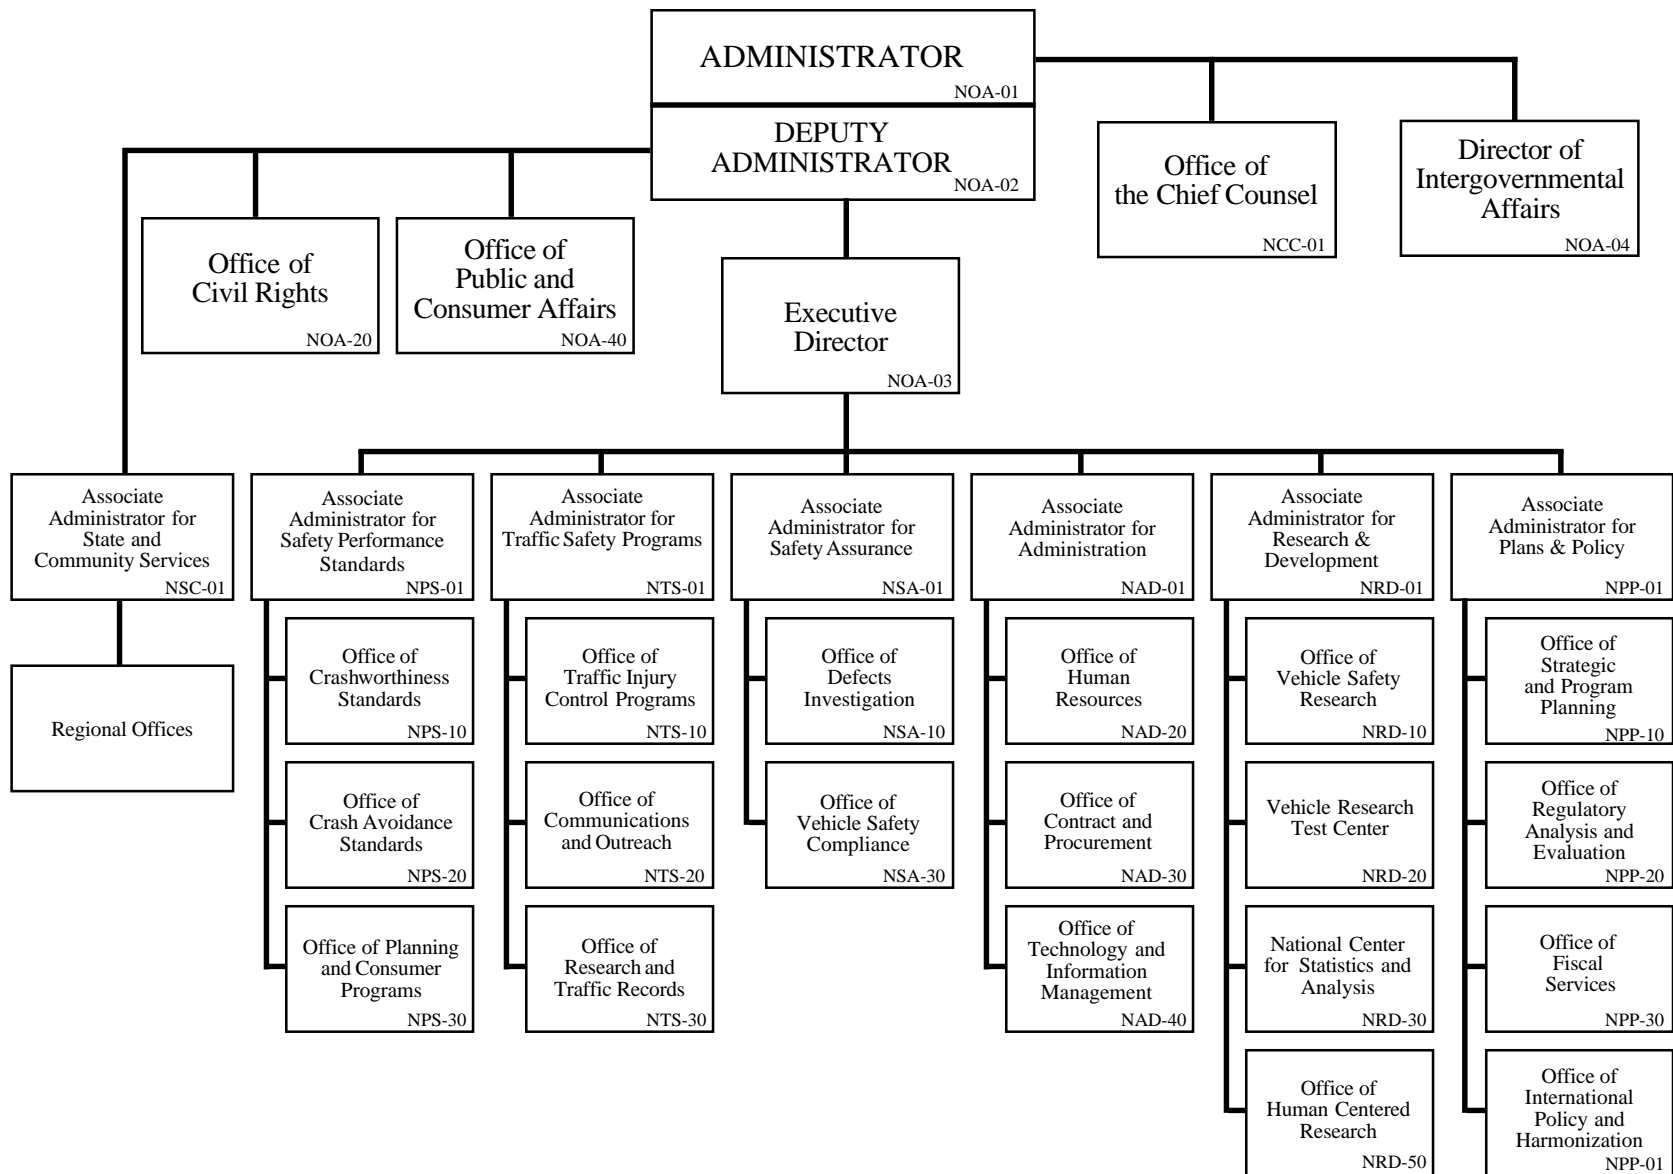 ADMINISTRATOR
NOA-01
DEPUTY
ADMINISTRATOR
NOA-02
Office of
the Chief Counsel
NCC-01
Director of
Intergovernmental
Affairs
NOA-04
Office of
Civil Rights
NOA-20
Office of
Public and
Consumer Affairs
NOA-40
Executive
Director
NOA-03
Associate
Administrator for
State and
Community Services
NSC-01
Associate
Administrator for
Safety Performance
Standards
NPS-01
Associate
Administrator for
Traffic Safety Programs
NTS-01
Associate
Administrator for
Safety Assurance
NSA-01
Associate
Administrator for
Administration
NAD-01
Associate
Administrator for
Research &
Development
NRD-01
Associate
Administrator for
Plans & Policy
NPP-01
Regional Offices
Office of
Crashworthiness
Standards
NPS-10
Office of
Traffic Injury
Control Programs
NTS-10
Office of
Defects
Investigation
NSA-10
Office of
Human
Resources
NAD-20
Office of
Vehicle Safety
Research
NRD-10
Office of
Strategic
and Program
Planning
NPP-10
Office of
Crash Avoidance
Standards
NPS-20
Office of
Communications
and Outreach
NTS-20
Office of
Vehicle Safety
Compliance
NSA-30
Office of
Contract and
Procurement
NAD-30
Vehicle Research
Test Center
NRD-20
Office of
Regulatory
Analysis and
Evaluation
NPP-20
Office of Planning
and Consumer
Programs
NPS-30
Office of
Research and
Traffic Records
NTS-30
Office of
Technology and
Information
Management
NAD-40
National Center
for Statistics and
Analysis
NRD-30
Office of
Fiscal
Services
NPP-30
Office of
Human Centered
Research
NRD-50
Office of
International
Policy and
Harmonization
NPP-01